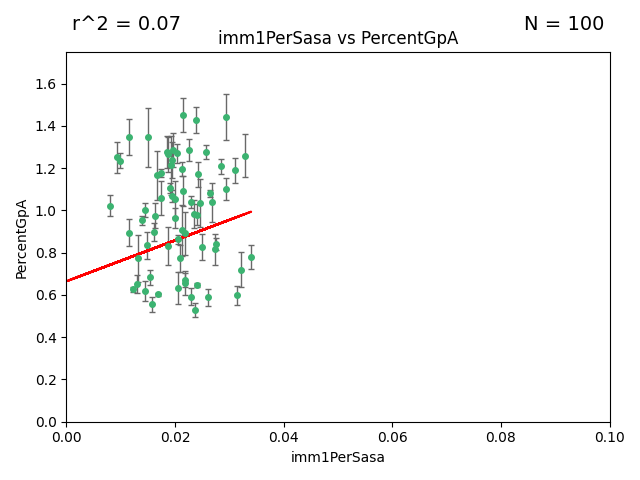 r^2 = 0.07
N = 100
imm1PerSasa vs PercentGpA
PercentGpA
1.6
1.4
1.2
1.0
0.8
0.6
0.4
0.2
0.0
0.00 0.02 0.04 0.06 0.08 0.10
imm1PerSasa